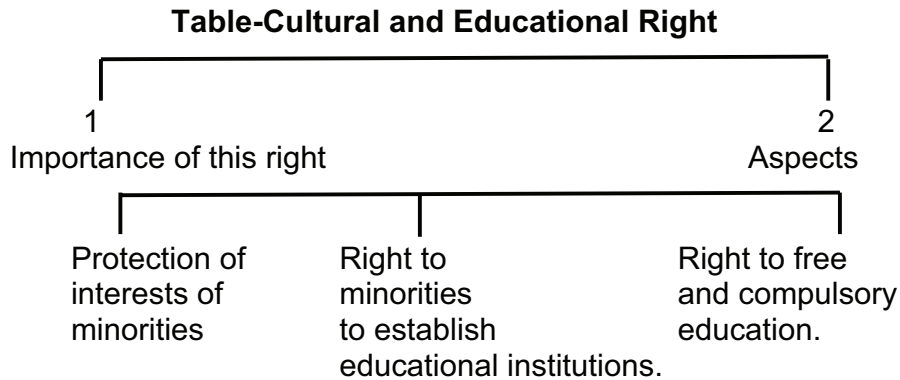 Table-Cultural and Educational Right
1
Importance of this right
2
Aspects
Protection of
interests of
minorities
Right to
minorities
to establish
educational institutions.
Right to free
and compulsory
education.